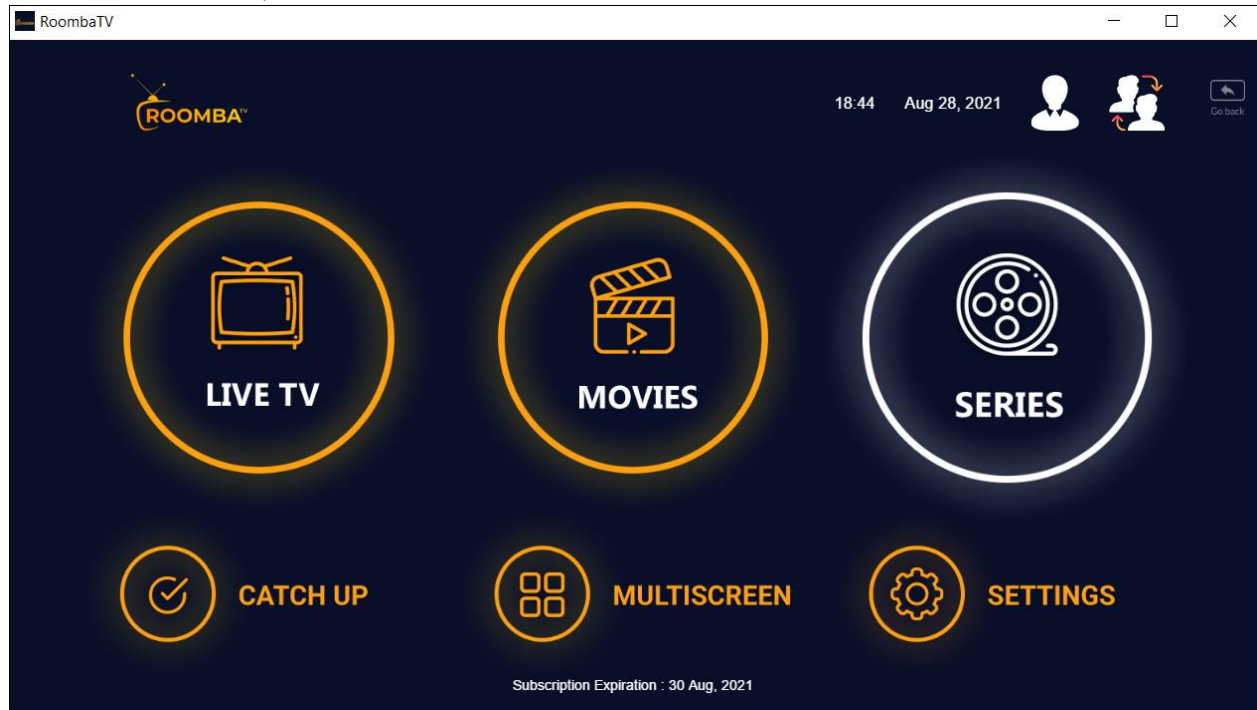 RoombaTV
ROOMBA TV
18:44 Aug 28, 2021
Go back
LIVE TV
MOVIES
SERIES
CATCH UP
MULTISCREEN
SETTINGS
Subscription Expiration : 30 Aug, 2021